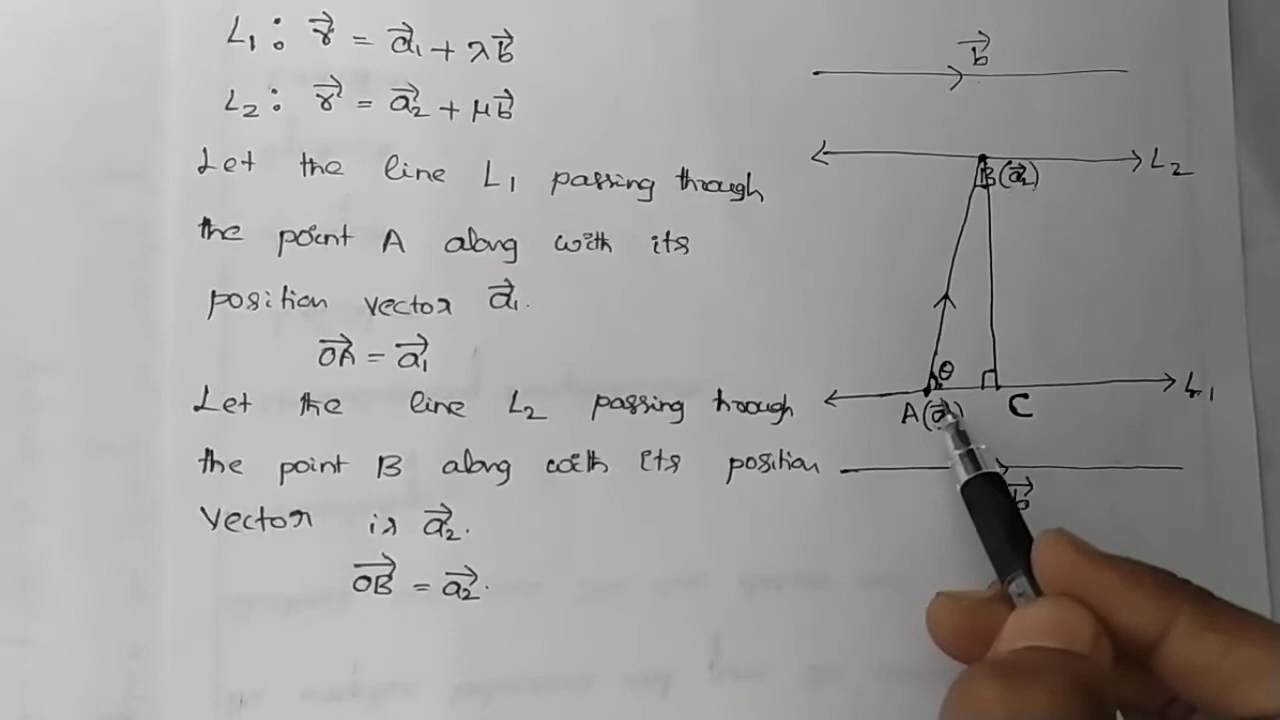 L₁ : r⃗ = a⃗₁ + λb⃗
L₂ : r⃗ = a⃗₂ + μb⃗
Let the line L₁ passing through
the point A along with its
position vector a⃗₁.
OA⃗ = a⃗₁
Let the line L₂ passing hrough
the point B along with its position
vector is a⃗₂.
OB⃗ = a⃗₂.
b⃗
L₂
B(a⃗₂)
θ
L₁
A(a⃗
C
b⃗